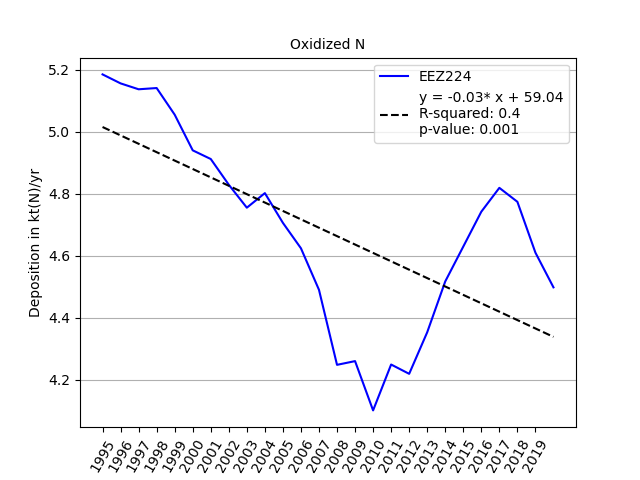 Oxidized N
EEZ224
y = -0.03* x + 59.04
R-squared: 0.4
p-value: 0.001
Deposition in kt(N)/yr
5.2
5.0
4.8
4.6
4.4
4.2
1995 1996 1997 1998 1999 2000 2001 2002 2003 2004 2005 2006 2007 2008 2009 2010 2011 2012 2013 2014 2015 2016 2017 2018 2019